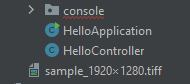 console
HelloApplication
HelloController
sample_1920×1280.tiff